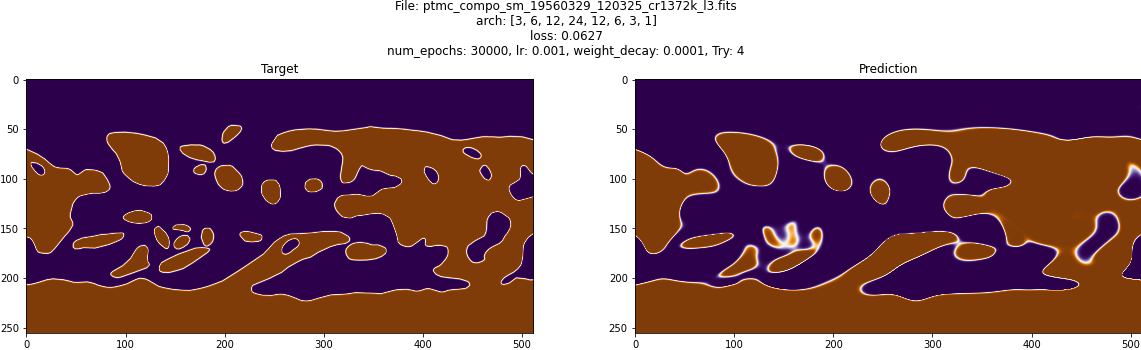 File: ptmc_compo_sm_19560329_120325_cr1372k_l3.fits
arch: [3, 6, 12, 24, 12, 6, 3, 1]
loss: 0.0627
num_epochs: 30000, lr: 0.001, weight_decay: 0.0001, Try: 4
Target
0
50
100
150
200
250
0 100 200 300 400 500
Prediction
0
50
100
150
200
250
0 100 200 300 400 500